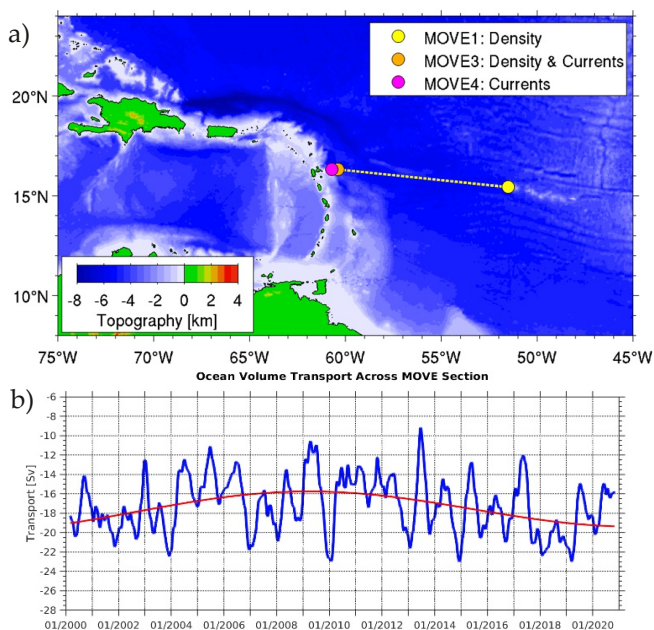 a)
MOVE1: Density
MOVE3: Density & Currents
MOVE4: Currents
20°N
15°N
10°N
-8 -6 -4 -2 0 2 4
Topography [km]
75°W 70°W 65°W 60°W 55°W 50°W 45°W
Ocean Volume Transport Across MOVE Section
b)
Transport [Sv]
-6
-8
-10
-12
-14
-16
-18
-20
-22
-24
-26
-28
01/2000 01/2002 01/2004 01/2006 01/2008 01/2010 01/2012 01/2014 01/2016 01/2018 01/2020